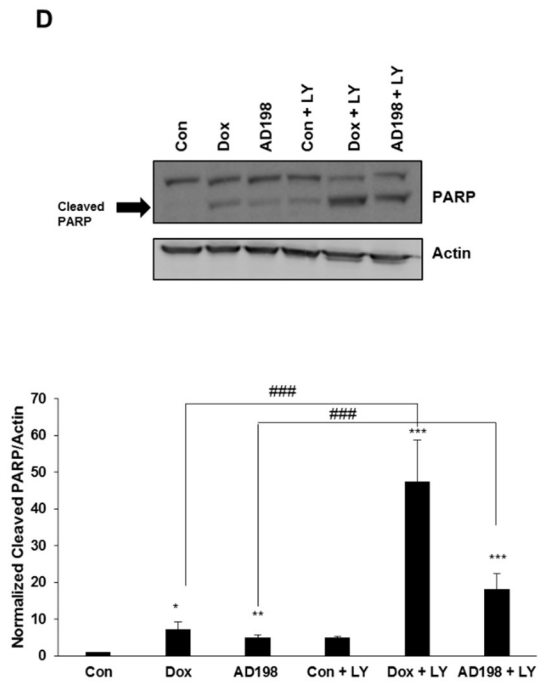 D
Con
Dox
AD198
Con + LY
Dox + LY
AD198 + LY
Cleaved
PARP
PARP
Actin
Normalized Cleaved PARP/Actin
70
60
50
40
30
20
10
0
###
###
*
**
***
***
Con
Dox
AD198
Con + LY
Dox + LY
AD198 + LY